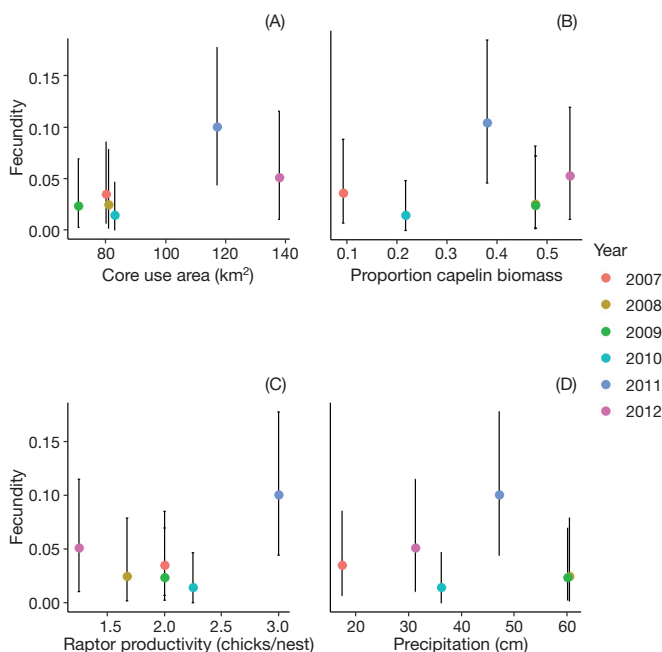 (A)
(B)
Fecundity
0.15
0.10
0.05
0.00
80
100
120
140
Core use area (km²)
0.1
0.2
0.3
0.4
0.5
Proportion capelin biomass
Year
2007
2008
2009
2010
2011
2012
(C)
(D)
Fecundity
0.15
0.10
0.05
0.00
1.5
2.0
2.5
3.0
Raptor productivity (chicks/nest)
20
30
40
50
60
Precipitation (cm)